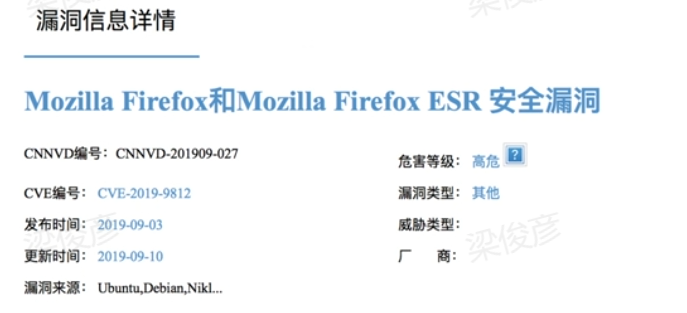 漏洞信息详情
Mozilla Firefox和Mozilla Firefox ESR 安全漏洞
CNNVD编号：CNNVD-201909-027
危害等级：高危 ?
CVE编号：CVE-2019-9812
漏洞类型：其他
发布时间：2019-09-03
威胁类型：
更新时间：2019-09-10
厂 商：
漏洞来源：Ubuntu,Debian,Nikl...
梁俊彦
梁俊彦
梁俊彦